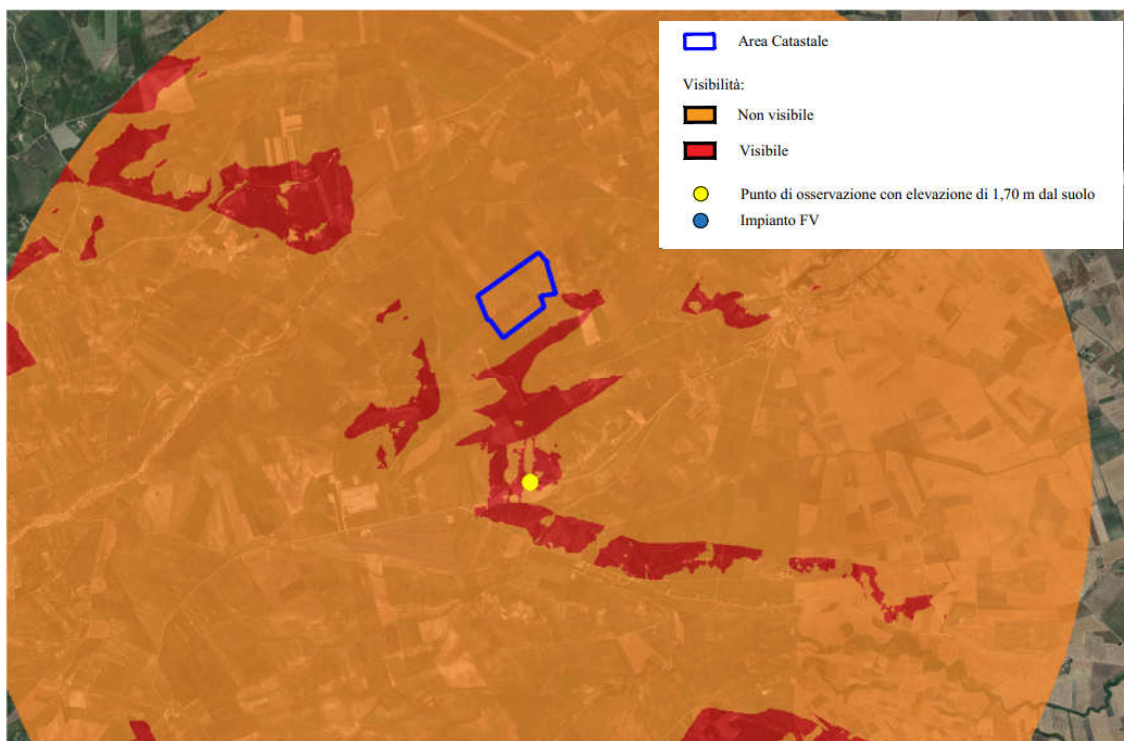 Area Catastale
Visibilità:
Non visibile
Visibile
Punto di osservazione con elevazione di 1,70 m dal suolo
Impianto FV